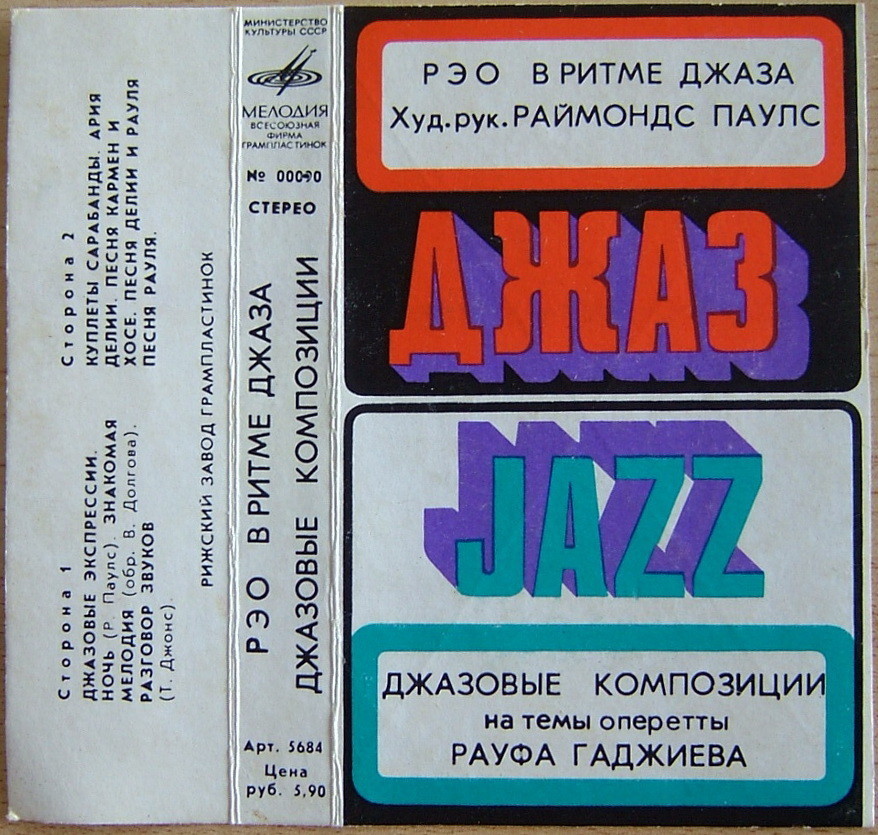 Сторона 1
ДЖАЗОВЫЕ ЭКСПРЕССИИ.
НОЧЬ (Р. Паулс). ЗНАКОМАЯ
МЕЛОДИЯ (обр. В. Долгова).
РАЗГОВОР ЗВУКОВ
(Т. Джонс).
Сторона 2
КУПЛЕТЫ САРАБАНДЫ. АРИЯ
ДЕЛИИ. ПЕСНЯ КАРМЕН И
ХОСЕ. ПЕСНЯ ДЕЛИИ И РАУЛЯ
ПЕСНЯ РАУЛЯ.
РИЖСКИЙ ЗАВОД ГРАМПЛАСТИНОК
МИНИСТЕРСТВО
КУЛЬТУРЫ СССР
МЕЛОДИЯ
ВСЕСОЮЗНАЯ
ФИРМА
ГРАМПЛАСТИНОК
№ 00090
СТЕРЕО
РЭО В РИТМЕ ДЖАЗА
ДЖАЗОВЫЕ КОМПОЗИЦИИ
Арт. 5684
Цена
руб. 5,90
РЭО В РИТМЕ ДЖАЗА
Худ.рук. РАЙМОНДС ПАУЛС
ДЖАЗ
JAZZ
ДЖАЗОВЫЕ КОМПОЗИЦИИ
на темы оперетты
РАУФА ГАДЖИЕВА